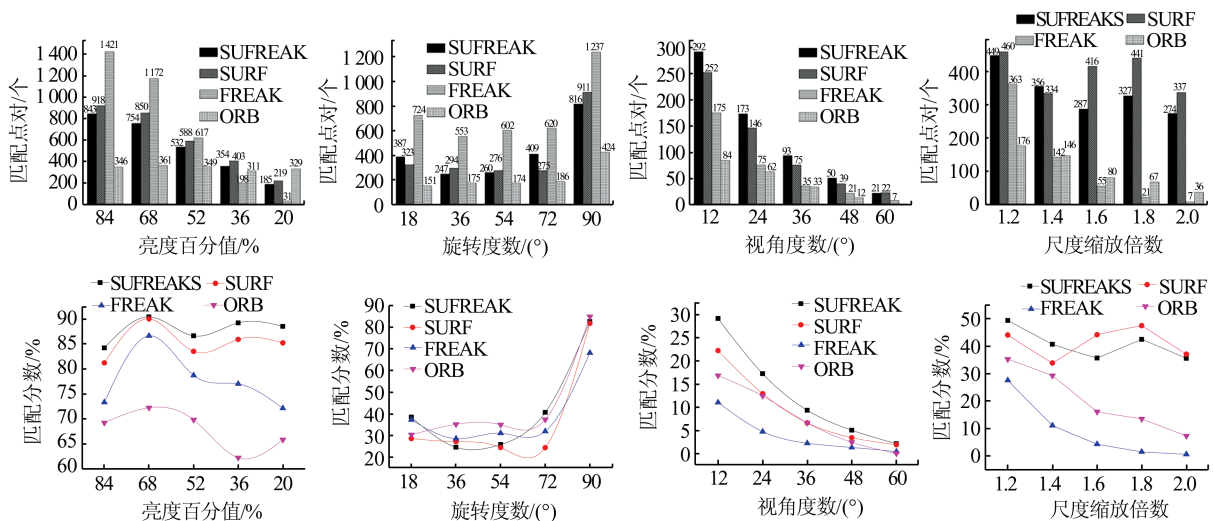 匹配点对/个
1 400
1 200
1 000
800
600
400
200
0
1 421
843
918
346
1 172
754
850
361
532
588
617
349
354
403
98
311
185
219
31
329
SUFREAK
SURF
FREAK
ORB
84 68 52 36 20
亮度百分值/%
匹配点对/个
1 200
1 000
800
600
400
200
0
387
323
724
151
247
294
553
175
260
276
602
174
409
275
620
186
816
911
1 237
424
SUFREAK
SURF
FREAK
ORB
18 36 54 72 90
旋转度数/(°)
匹配点对/个
300
250
200
150
100
50
0
292
252
175
84
173
146
75
62
93
75
35
33
50
39
21
12
21
22
7
SUFREAK
SURF
FREAK
ORB
12 24 36 48 60
视角度数/(°)
匹配点对/个
400
300
200
100
0
449
460
363
176
356
334
142
146
287
416
55
80
327
441
21
67
274
337
7
36
SUFREAKS SURF
FREAK ORB
1.2 1.4 1.6 1.8 2.0
尺度缩放倍数
匹配分数/%
90
85
80
75
70
65
60
SUFREAKS SURF
FREAK ORB
84 68 52 36 20
亮度百分值/%
匹配分数/%
90
80
70
60
50
40
30
20
SUFREAK
SURF
FREAK
ORB
18 36 54 72 90
旋转度数/(°)
匹配分数/%
30
25
20
15
10
5
0
SUFREAK
SURF
FREAK
ORB
12 24 36 48 60
视角度数/(°)
匹配分数/%
50
40
30
20
10
0
SUFREAKS SURF
FREAK ORB
1.2 1.4 1.6 1.8 2.0
尺度缩放倍数